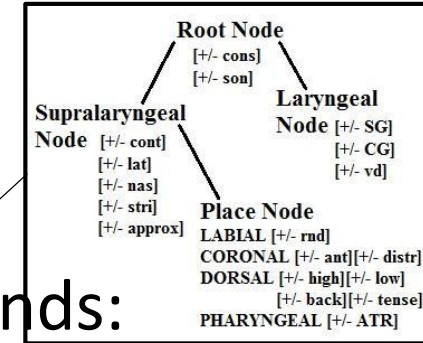 Root Node
[+/- cons]
[+/- son]
Supralaryngeal
Node [+/- cont]
[+/- lat]
[+/- nas]
[+/- stri]
[+/- approx]
Laryngeal
Node [+/- SG]
[+/- CG]
[+/- vd]
Place Node
LABIAL [+/- rnd]
CORONAL [+/- ant][+/- distr]
DORSAL [+/- high][+/- low]
[+/- back][+/- tense]
PHARYNGEAL [+/- ATR]
nds: